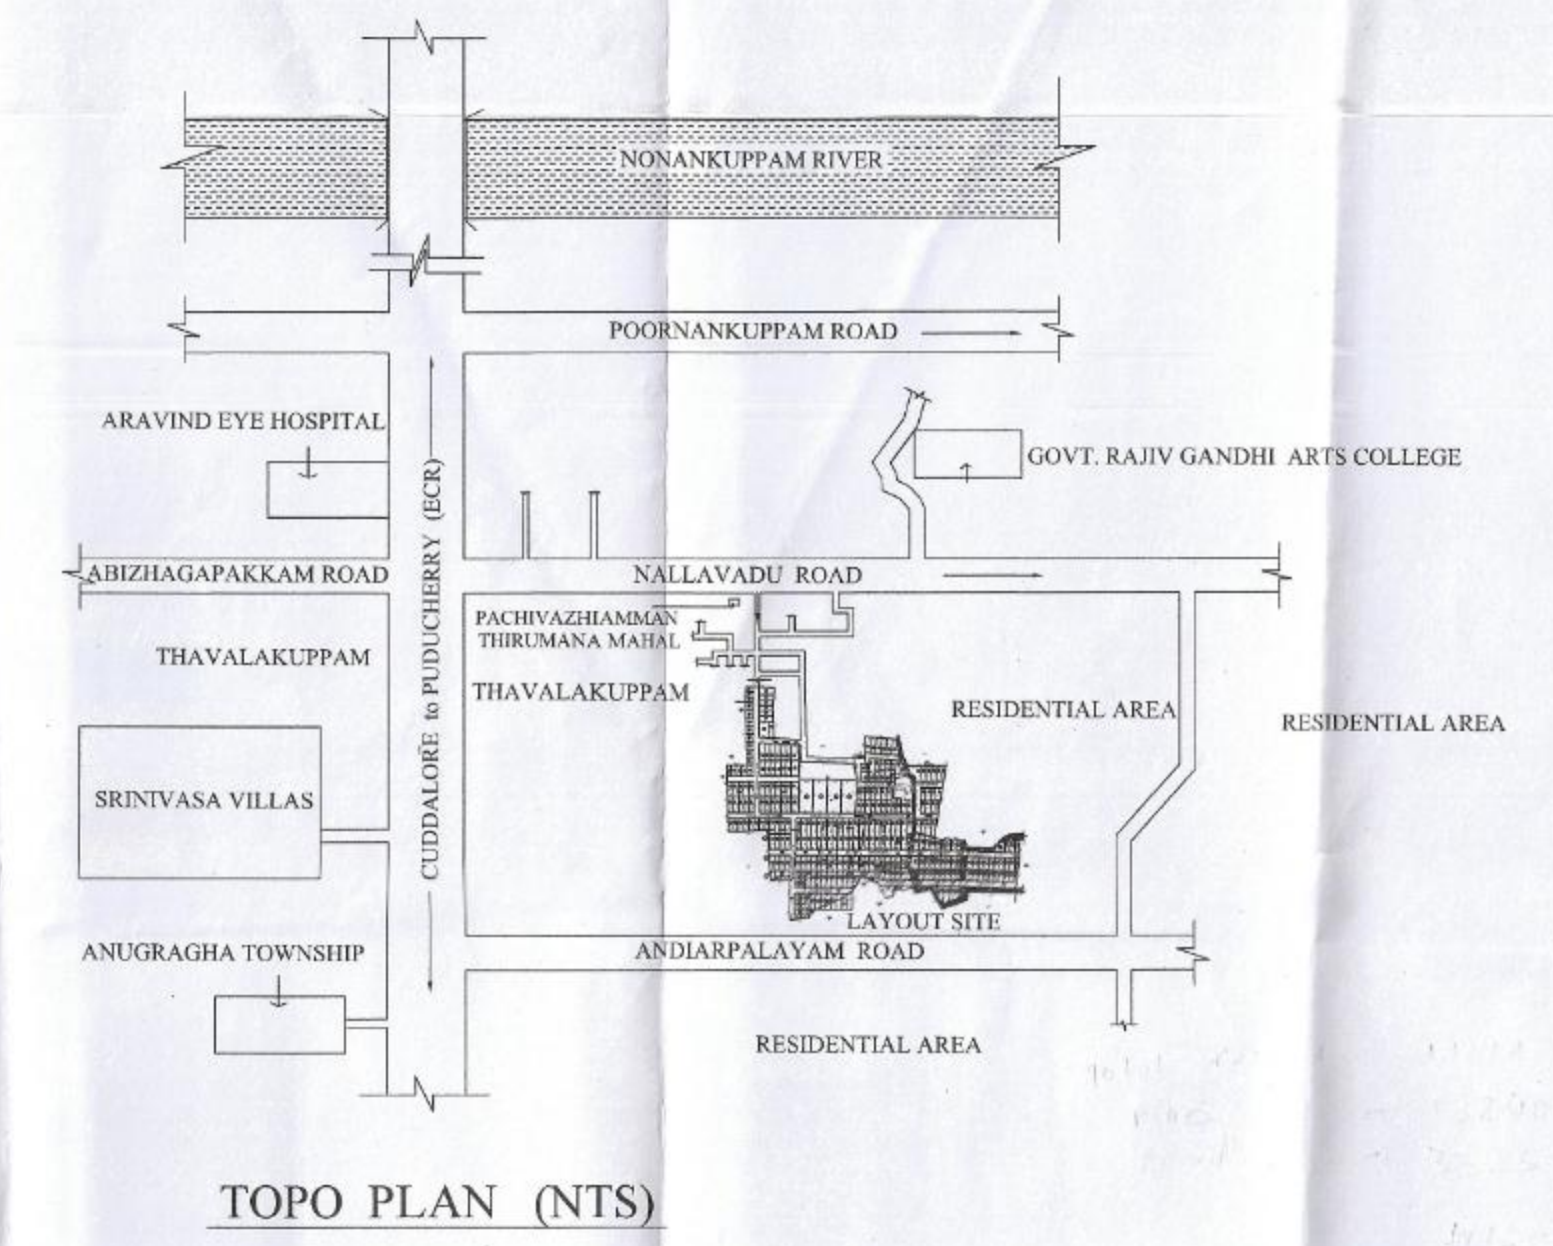 NONANKUPPAM RIVER
POORNANKUPPAM ROAD
ARAVIND EYE HOSPITAL
GOVT. RAJIV GANDHI ARTS COLLEGE
CUDDALORE to PUDUCHERRY (ECR)
ABIZHAGAPAKKAM ROAD
NALLAVADU ROAD
PACHIVAZHIAMMAN
THIRUMANA MAHAL
THAVALAKUPPAM
THAVALAKUPPAM
RESIDENTIAL AREA
RESIDENTIAL AREA
SRINIVASA VILLAS
LAYOUT SITE
ANUGRAGHA TOWNSHIP
ANDIARPALAYAM ROAD
RESIDENTIAL AREA
TOPO PLAN (NTS)